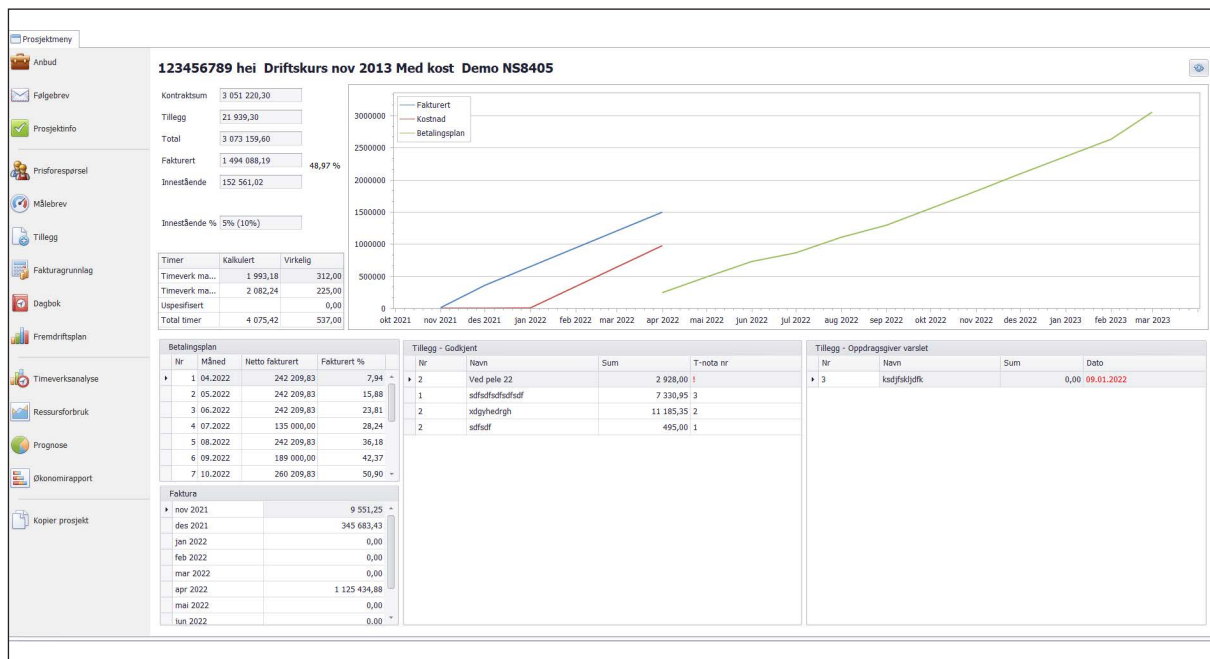 Prosjektmeny
Anbud
Følgebrev
Prosjektinfo
Prisforespørsel
Målebrev
Tillegg
Fakturagrunnlag
Dagbok
Fremdriftsplan
Timeverksanalyse
Ressursforbruk
Prognose
Økonomirapport
Kopier prosjekt
123456789 hei Driftskurs nov 2013 Med kost Demo NS8405
Kontraktsum 3 051 220,30
Tillegg 21 939,30
Total 3 073 159,60
Fakturert 1 494 088,19 48,97 %
Innestående 152 561,02
Innestående % 5% (10%)
Timer Kalkulert Virkelig
Timeverk ma... 1 993,18 312,00
Timeverk ma... 2 082,24 225,00
Uspesifisert 0,00
Total timer 4 075,42 537,00
Fakturert
Kostnad
Betalingsplan
3000000
2500000
2000000
1500000
1000000
500000
0
okt 2021 nov 2021 des 2021 jan 2022 feb 2022 mar 2022 apr 2022 mai 2022 jun 2022 jul 2022 aug 2022 sep 2022 okt 2022 nov 2022 des 2022 jan 2023 feb 2023 mar 2023
Betalingsplan
Nr Måned Netto fakturert Fakturert %
1 04.2022 242 209,83 7,94
2 05.2022 242 209,83 15,88
3 06.2022 242 209,83 23,81
4 07.2022 135 000,00 28,24
5 08.2022 242 209,83 36,18
6 09.2022 189 000,00 42,37
7 10.2022 260 209,83 50,90
Faktura
nov 2021 9 551,25
des 2021 345 683,43
jan 2022 0,00
feb 2022 0,00
mar 2022 0,00
apr 2022 1 125 434,88
mai 2022 0,00
jun 2022 0,00
Tillegg - Godkjent
Nr Navn Sum T-nota nr
2 Ved pele 22 2 928,00 !
1 sdfsdfsdfsdfsdf 7 330,95 3
2 xdgyhedrgh 11 185,35 2
2 sdfsdf 495,00 1
Tillegg - Oppdragsgiver varslet
Nr Navn Sum Dato
3 ksdjfskljdfk 0,00 09.01.2022